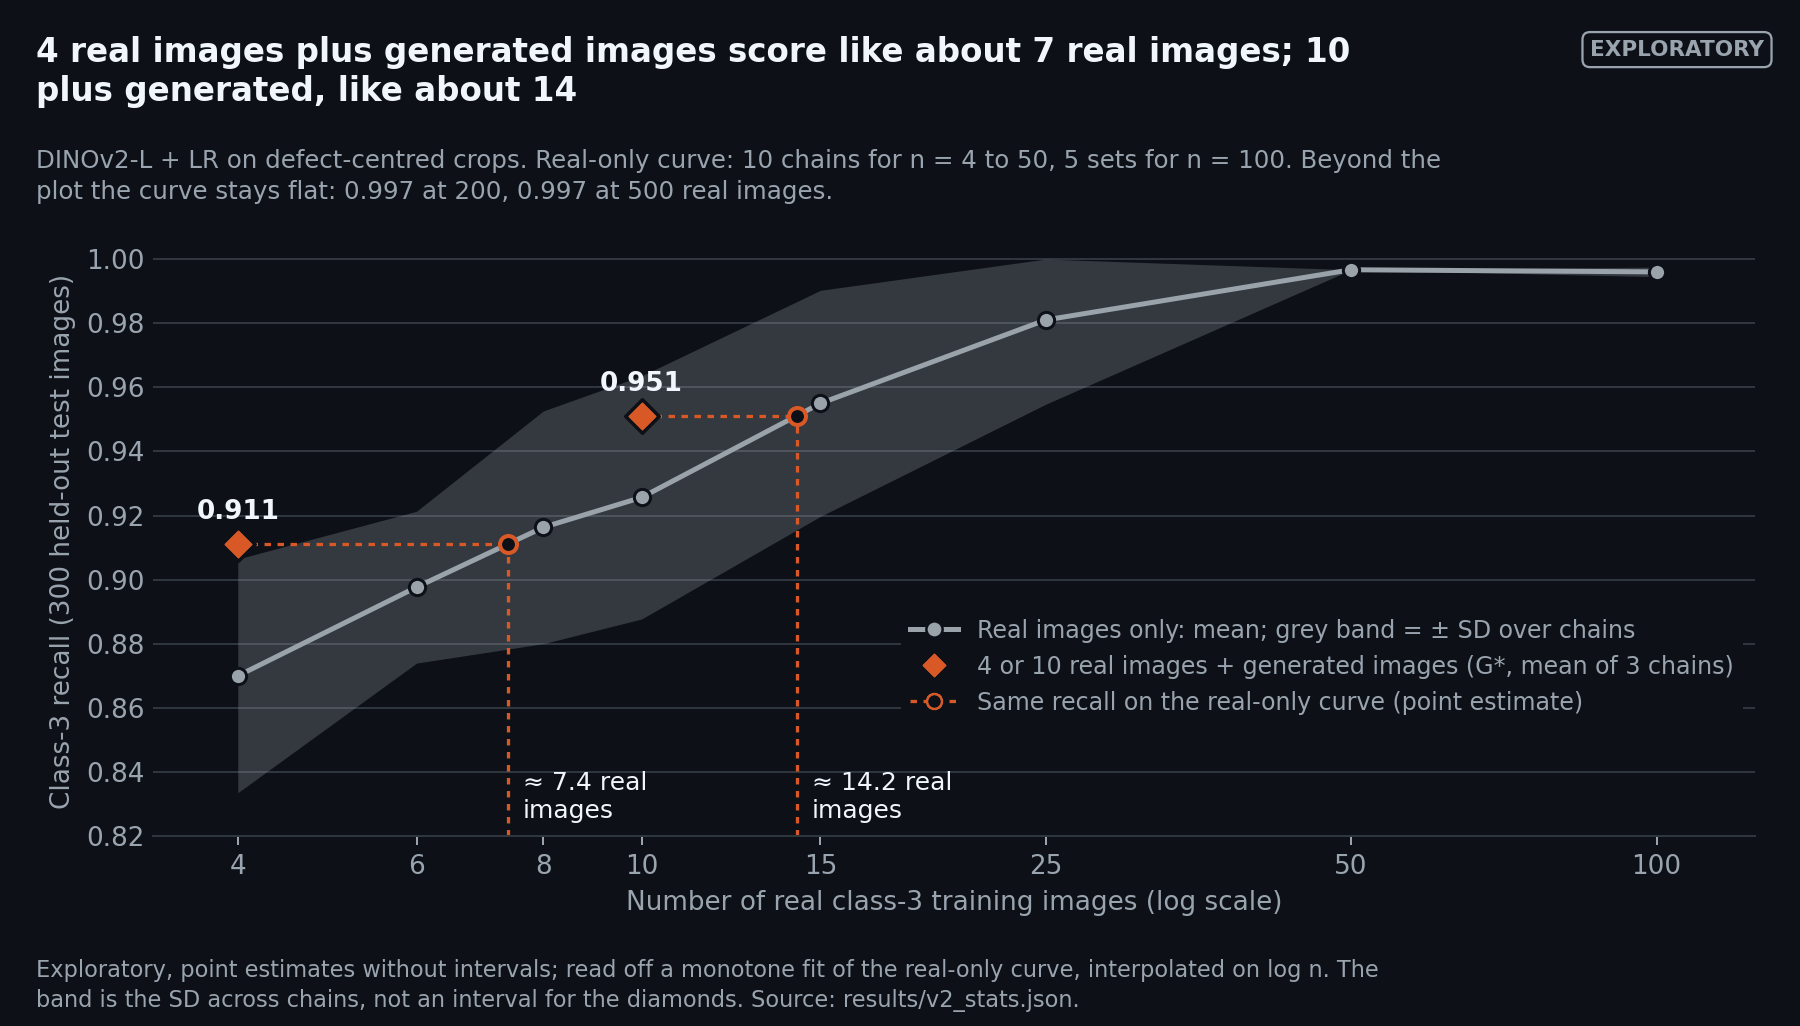 4 real images plus generated images score like about 7 real images; 10
plus generated, like about 14
EXPLORATORY
DINOv2-L + LR on defect-centred crops. Real-only curve: 10 chains for n = 4 to 50, 5 sets for n = 100. Beyond the
plot the curve stays flat: 0.997 at 200, 0.997 at 500 real images.
Class-3 recall (300 held-out test images)
1.00
0.98
0.96
0.94
0.92
0.90
0.88
0.86
0.84
0.82
0.951
0.911
Real images only: mean; grey band = ± SD over chains
4 or 10 real images + generated images (G*, mean of 3 chains)
Same recall on the real-only curve (point estimate)
≈ 7.4 real
images
≈ 14.2 real
images
4
6
8
10
15
25
50
100
Number of real class-3 training images (log scale)
Exploratory, point estimates without intervals; read off a monotone fit of the real-only curve, interpolated on log n. The
band is the SD across chains, not an interval for the diamonds. Source: results/v2_stats.json.